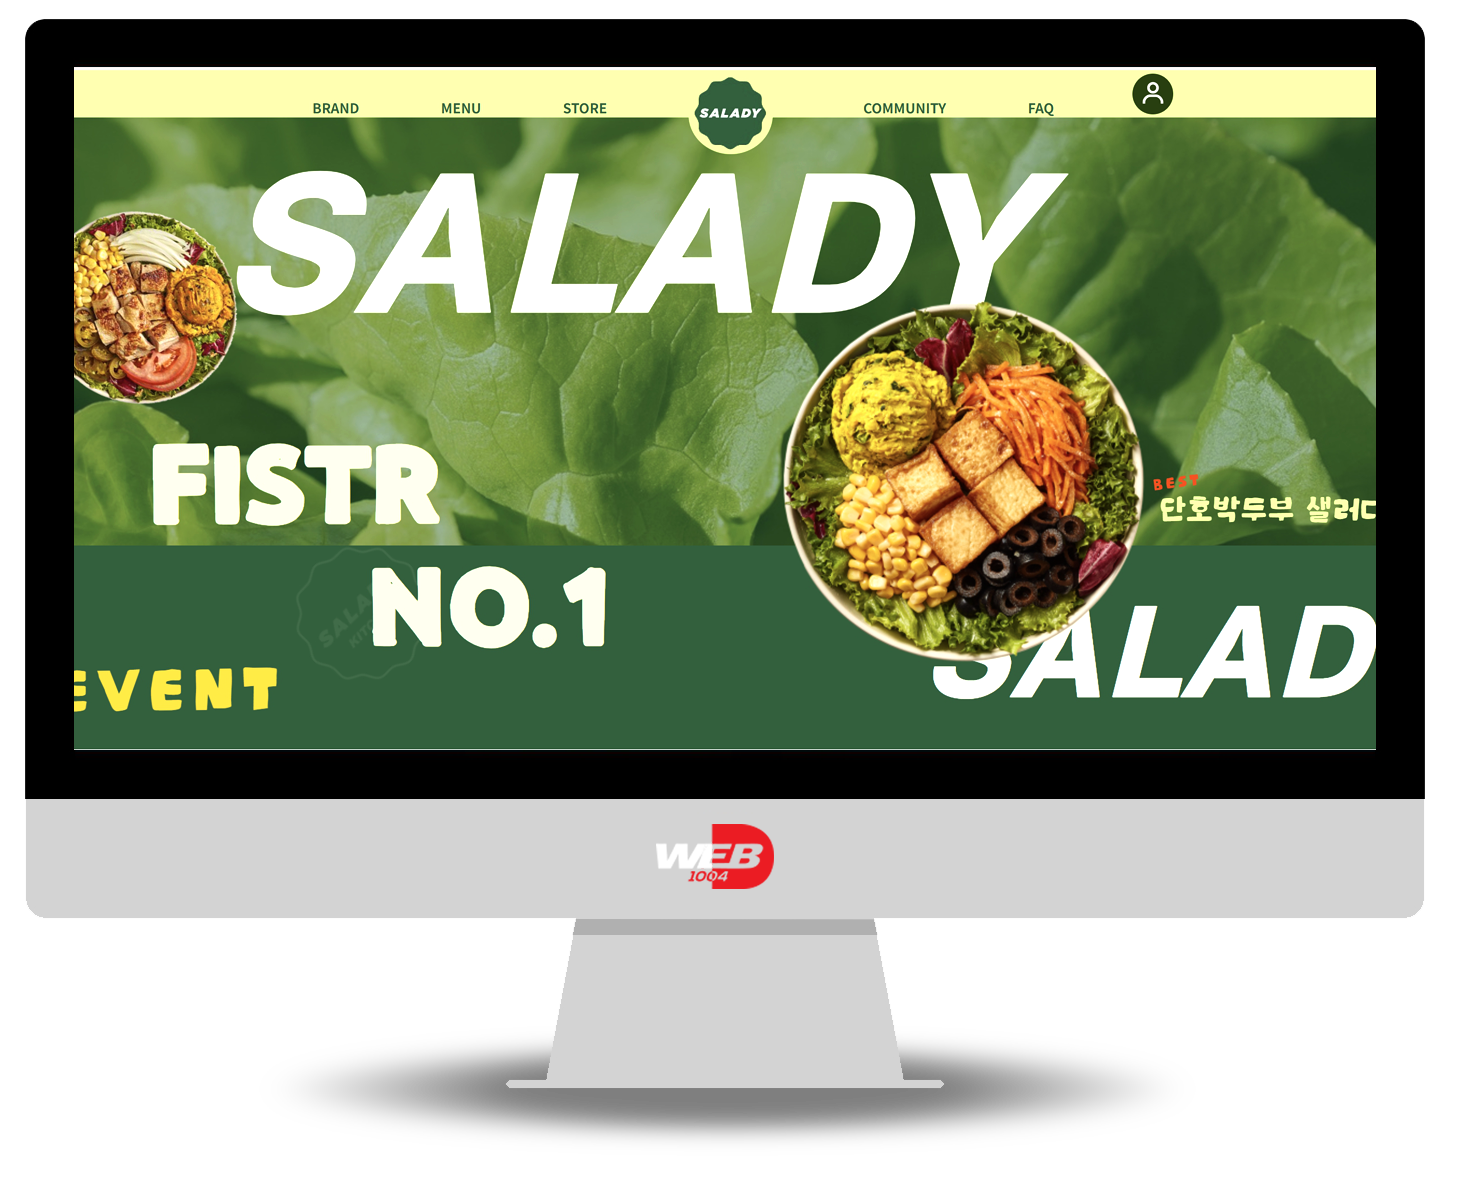 BRAND MENU STORE SALADY COMMUNITY FAQ
SALADY
FISTR
BEST
단호박두부 샐러
NO.1
SALAD
EVENT
WEB
1004